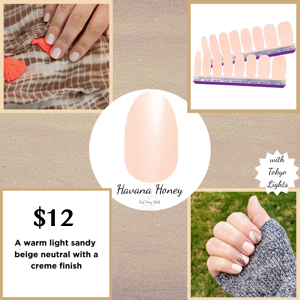 Havana Honey
with
Tokyo
Lights
$12
A warm light sandy
beige neutral with a
creme finish